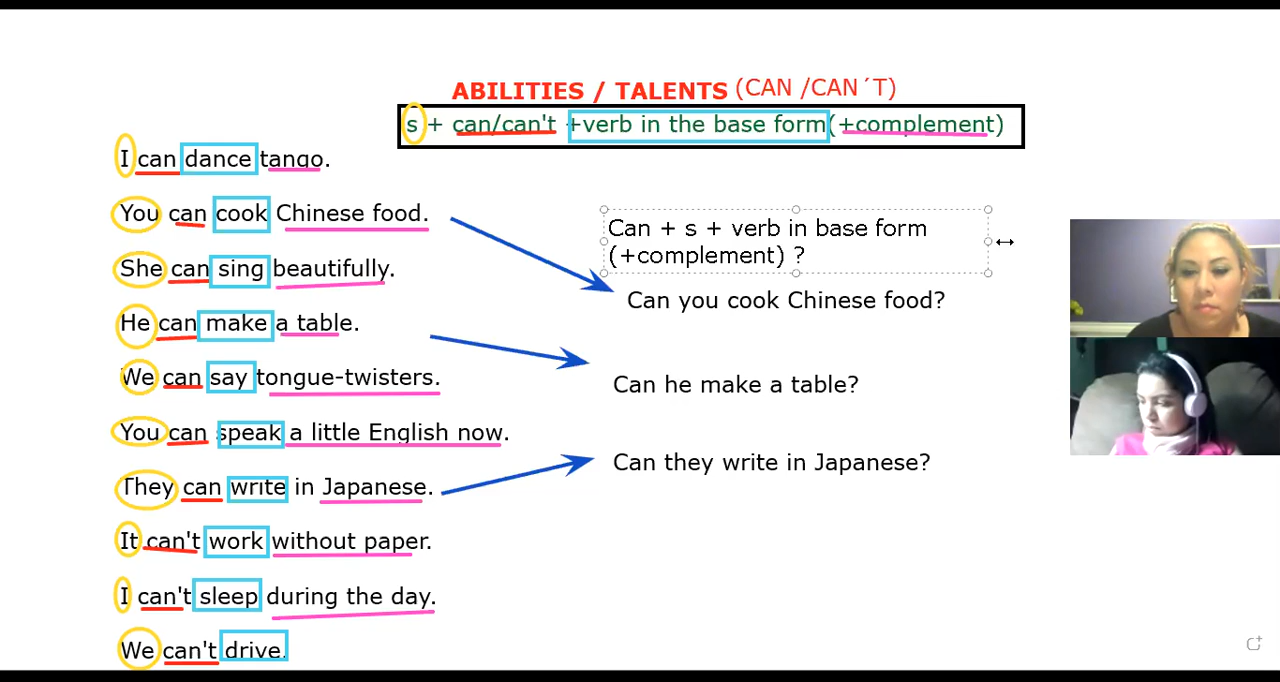 ABILITIES / TALENTS (CAN /CAN´T)
s + can/can't +verb in the base form(+complement)
I can dance tango.
You can cook Chinese food.
She can sing beautifully.
He can make a table.
We can say tongue-twisters.
You can speak a little English now.
They can write in Japanese.
It can't work without paper.
I can't sleep during the day.
We can't drive.
Can + s + verb in base form
(+complement) ?
Can you cook Chinese food?
Can he make a table?
Can they write in Japanese?